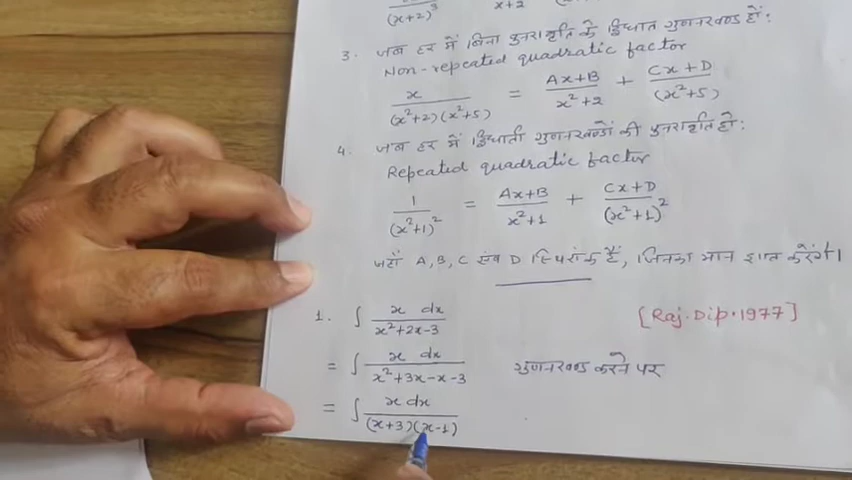 (x+2)³ x+2
3. जब हर में बिना पुनरावृत्ति के द्विघात गुणनखण्ड हों:
Non-repeated quadratic factor
x/((x²+2)(x²+5)) = (Ax+B)/(x²+2) + (Cx+D)/(x²+5)
4. जब हर में द्विघाती गुणनखण्डों की पुनरावृत्ति हो:
Repeated quadratic factor
1/(x²+1)² = (Ax+B)/(x²+1) + (Cx+D)/(x²+1)²
जहाँ A, B, C एवं D स्थिरांक हैं, जिनका मान ज्ञात करेंगे।
1. ∫ x dx/(x²+2x-3) [Raj. Dip. 1977]
= ∫ x dx/(x²+3x-x-3) गुणनखण्ड करने पर
= ∫ x dx/((x+3)(x-1))